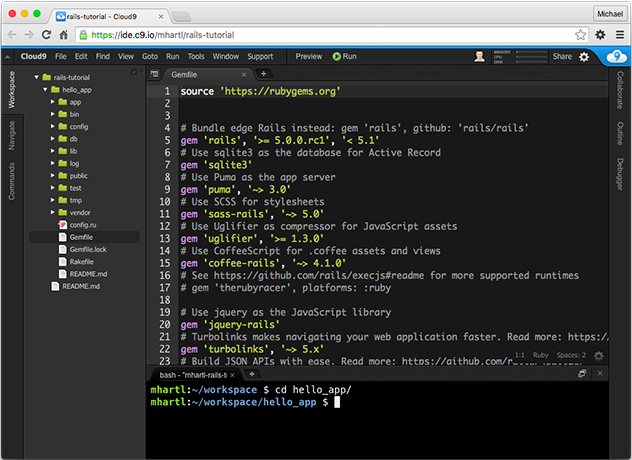 rails-tutorial - Cloud9
Michael
https://ide.c9.io/mhartl/rails-tutorial
Cloud9 File Edit Find View Goto Run Tools Window Support Preview Run MEMORY CPU DISK Share
Workspace
Navigate
Commands
rails-tutorial
hello_app
app
bin
config
db
lib
log
public
test
tmp
vendor
config.ru
Gemfile
Gemfile.lock
Rakefile
README.md
README.md
Gemfile
1 source 'https://rubygems.org'
2
3
4 # Bundle edge Rails instead: gem 'rails', github: 'rails/rails'
5 gem 'rails', '>= 5.0.0.rc1', '< 5.1'
6 # Use sqlite3 as the database for Active Record
7 gem 'sqlite3'
8 # Use Puma as the app server
9 gem 'puma', '~> 3.0'
10 # Use SCSS for stylesheets
11 gem 'sass-rails', '~> 5.0'
12 # Use Uglifier as compressor for JavaScript assets
13 gem 'uglifier', '>= 1.3.0'
14 # Use CoffeeScript for .coffee assets and views
15 gem 'coffee-rails', '~> 4.1.0'
16 # See https://github.com/rails/execjs#readme for more supported runtimes
17 # gem 'therubyracer', platforms: :ruby
18
19 # Use jquery as the JavaScript library
20 gem 'jquery-rails'
21 # Turbolinks makes navigating your web application faster. Read more: https:/
22 gem 'turbolinks', '~> 5.x'
23 # Build JSON APIs with ease. Read more: https://github.com/
1:1 Ruby Spaces: 2
Collaborate
Outline
Debugger
bash - "mhartl-rails-tu
mhartl:~/workspace $ cd hello_app/
mhartl:~/workspace/hello_app $